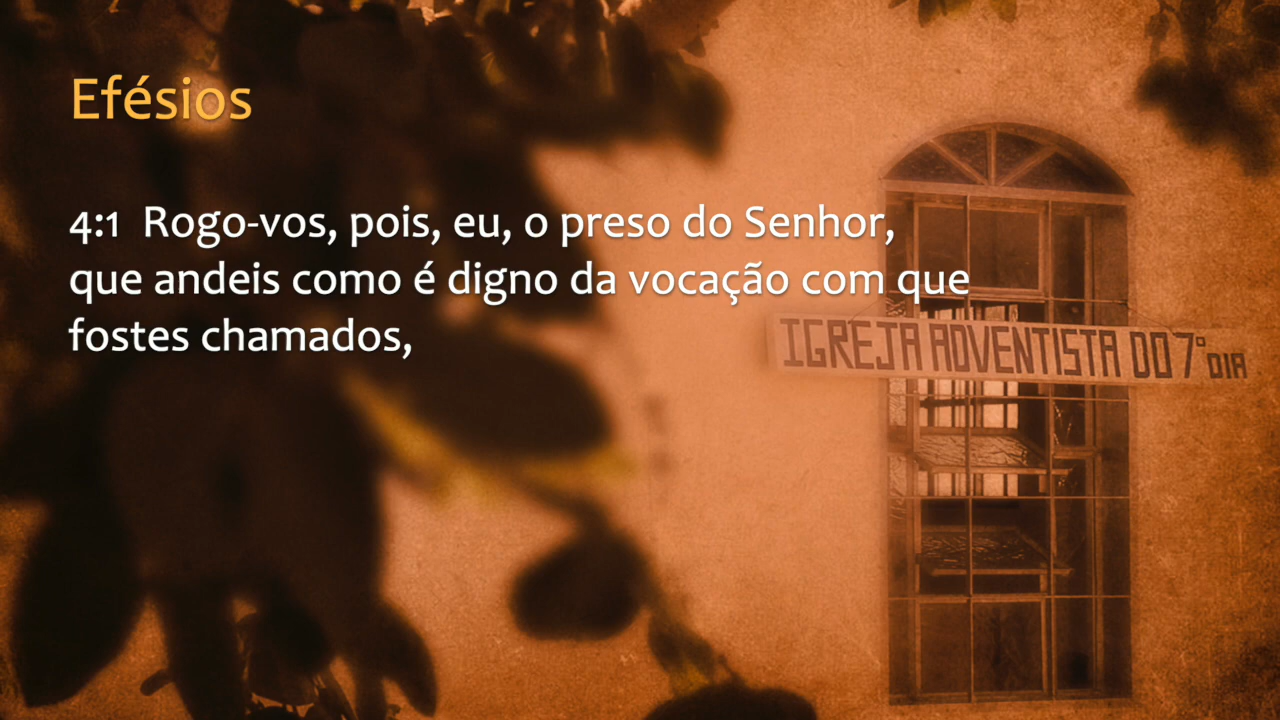 Efésios
4:1 Rogo-vos, pois, eu, o preso do Senhor,
que andeis como é digno da vocação com que
fostes chamados,
IGREJA ADVENTISTA DO 7° DIA